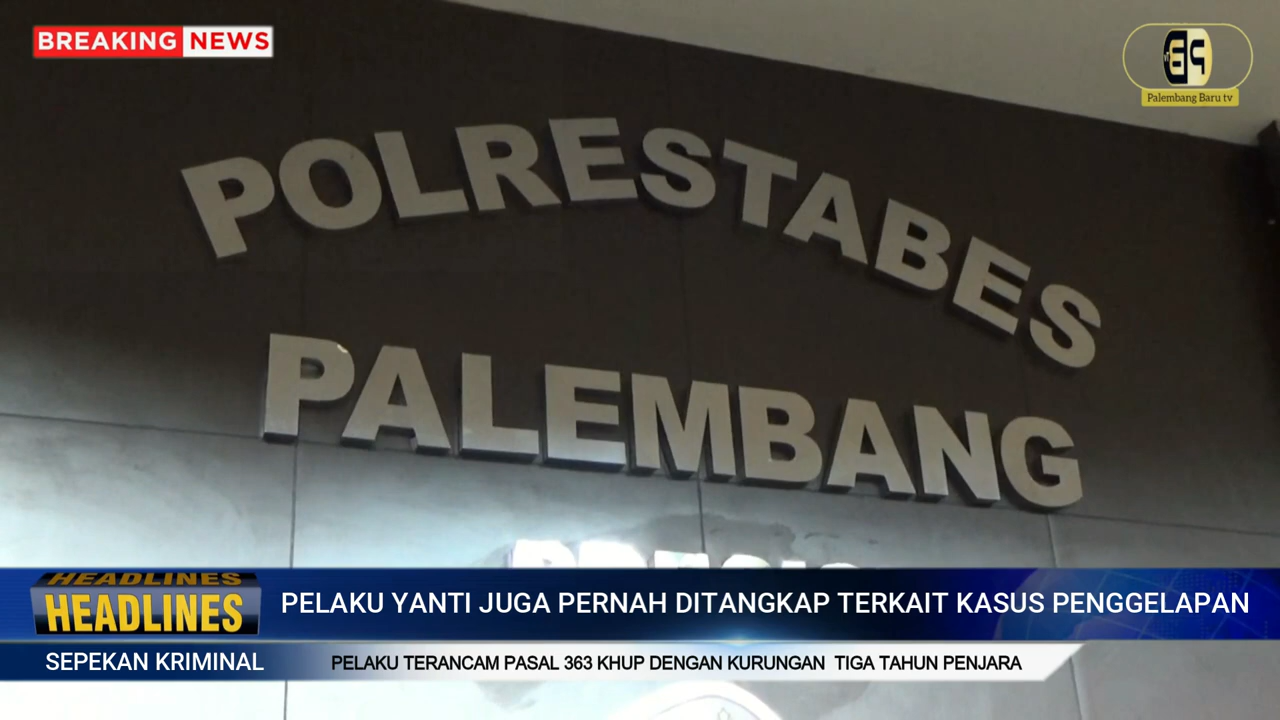 BREAKING NEWS
Palembang Baru tv
POLRESTABES
PALEMBANG
HEADLINES
HEADLINES
PELAKU YANTI JUGA PERNAH DITANGKAP TERKAIT KASUS PENGGELAPAN
SEPEKAN KRIMINAL
PELAKU TERANCAM PASAL 363 KHUP DENGAN KURUNGAN TIGA TAHUN PENJARA